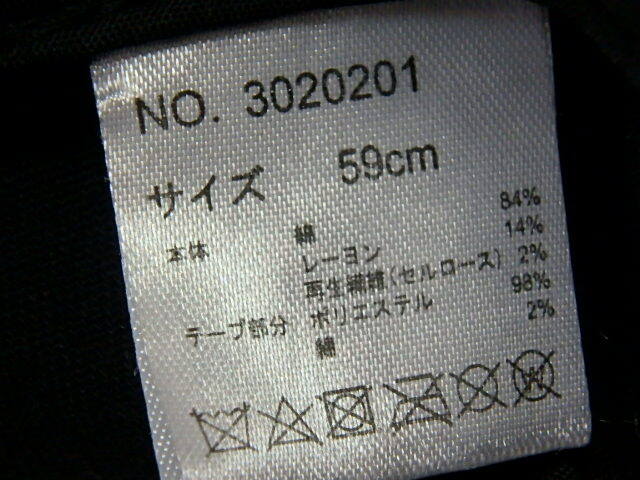 NO. 3020201
サイズ 59cm
本体 綿 84%
レーヨン 14%
再生繊維(セルロース) 2%
テープ部分 ポリエステル 98%
綿 2%